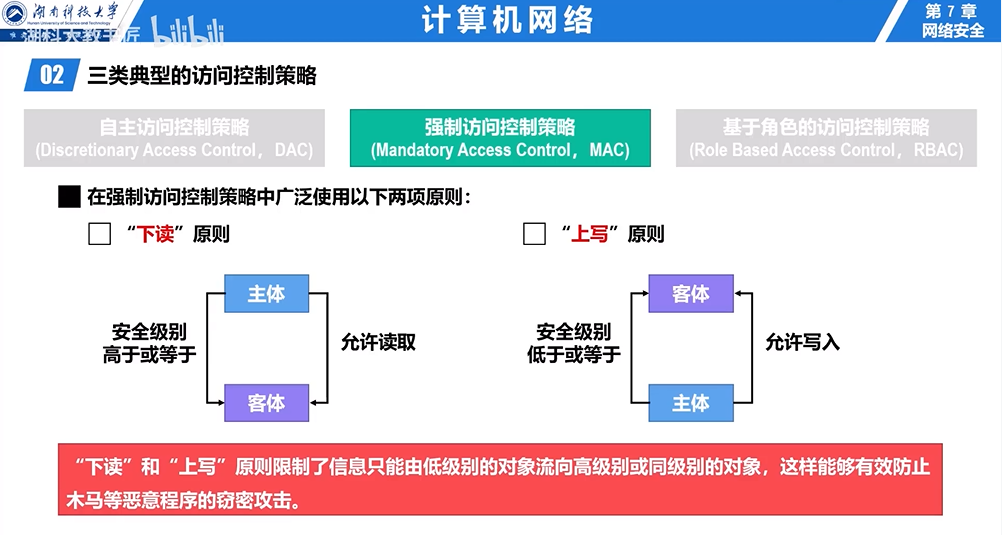 湖南科技大学
Hunan University of Science and Technology
湖科大教书匠 bilibili
计算机网络
第 7 章
网络安全
02 三类典型的访问控制策略
自主访问控制策略
(Discretionary Access Control，DAC)
强制访问控制策略
(Mandatory Access Control，MAC)
基于角色的访问控制策略
(Role Based Access Control，RBAC)
在强制访问控制策略中广泛使用以下两项原则：
“下读”原则
“上写”原则
主体
安全级别
高于或等于
允许读取
客体
客体
安全级别
低于或等于
允许写入
主体
“下读”和“上写”原则限制了信息只能由低级别的对象流向高级别或同级别的对象，这样能够有效防止
木马等恶意程序的窃密攻击。